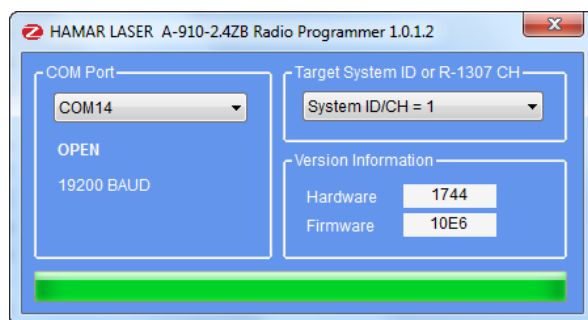 HAMAR LASER A-910-2.4ZB Radio Programmer 1.0.1.2
COM Port
COM14
OPEN
19200 BAUD
Target System ID or R-1307 CH
System ID/CH = 1
Version Information
Hardware 1744
Firmware 10E6